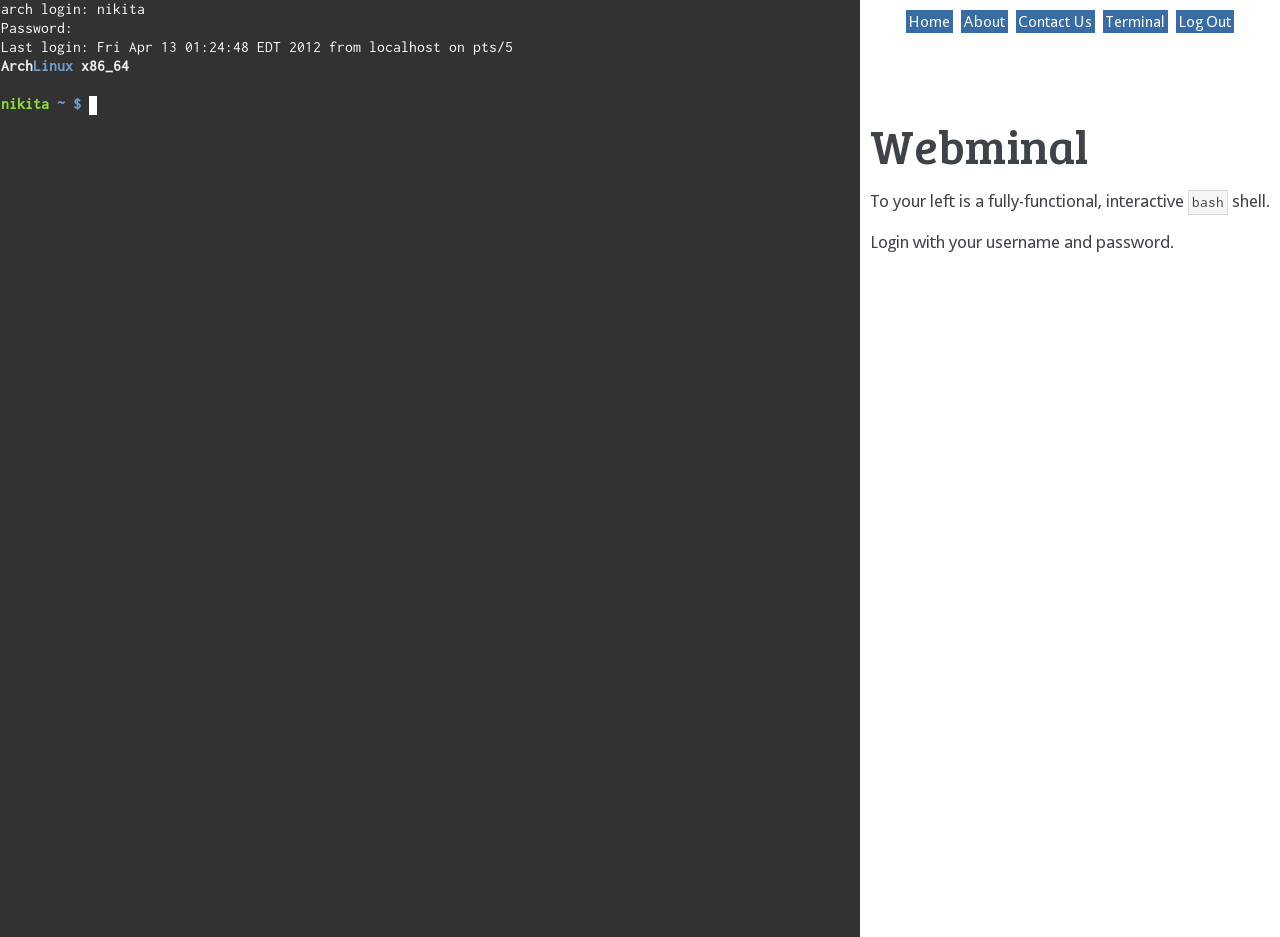 arch login: nikita
Password:
Last login: Fri Apr 13 01:24:48 EDT 2012 from localhost on pts/5
ArchLinux x86_64
nikita ~ $
Home About Contact Us Terminal Log Out
Webminal
To your left is a fully-functional, interactive bash shell.
Login with your username and password.